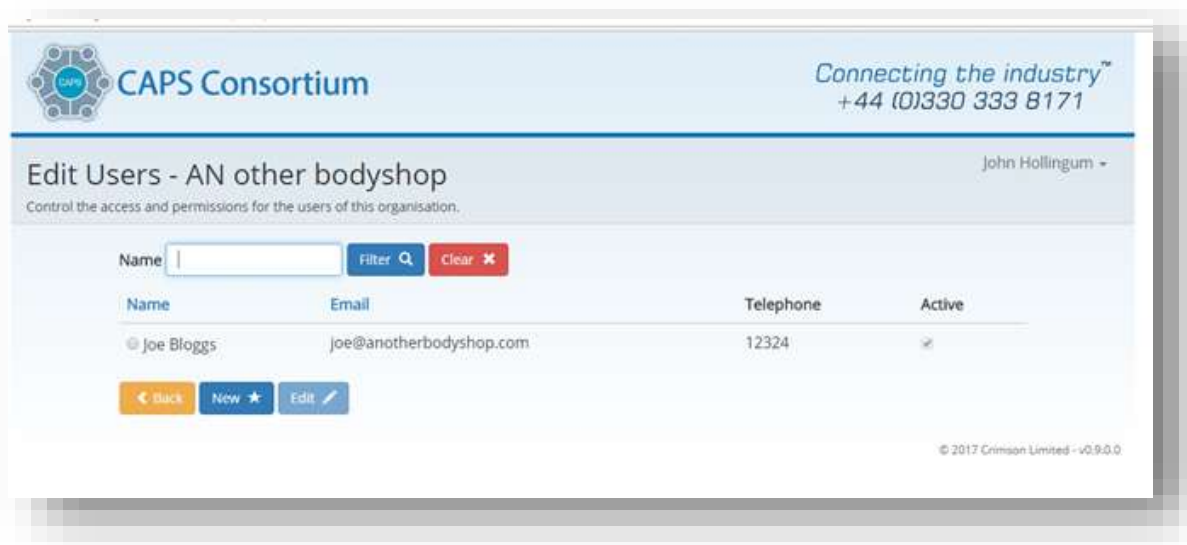 CAPS
CAPS Consortium
Connecting the industry™
+44 (0)330 333 8171
Edit Users - AN other bodyshop
John Hollingum
Control the access and permissions for the users of this organisation.
Name Filter Clear
Name Email Telephone Active
Joe Bloggs joe@anotherbodyshop.com 12324
Back New Edit
© 2017 Crimson Limited - v0.9.0.0